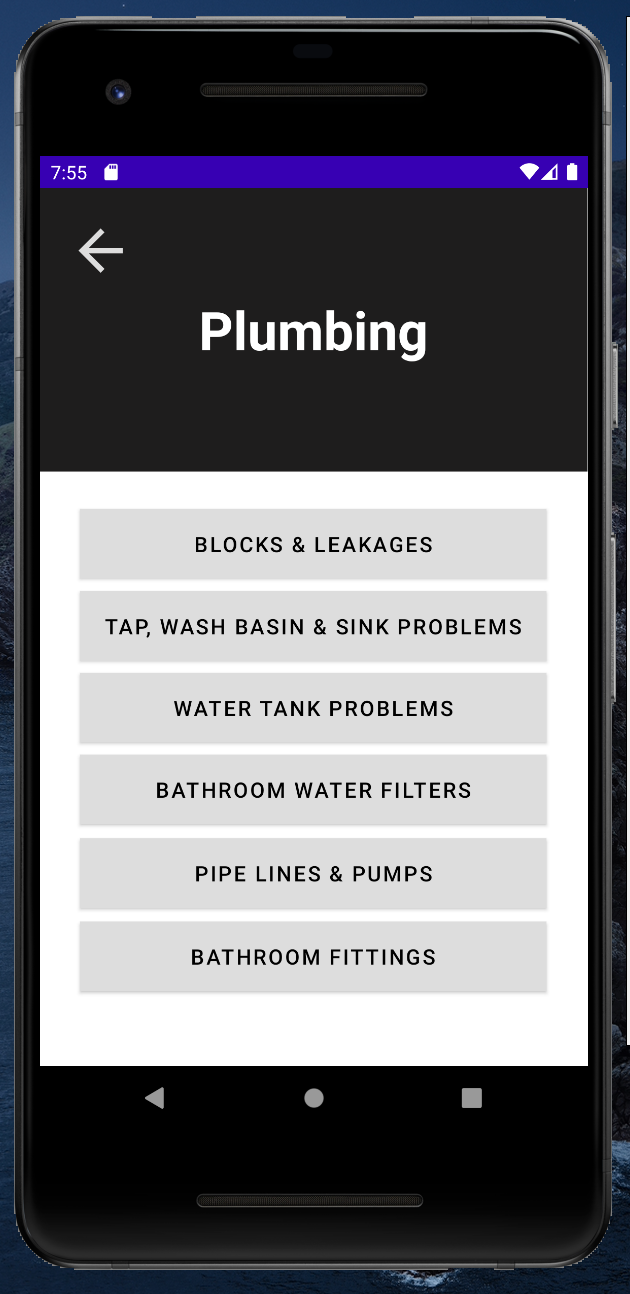 7:55
Plumbing
BLOCKS & LEAKAGES
TAP, WASH BASIN & SINK PROBLEMS
WATER TANK PROBLEMS
BATHROOM WATER FILTERS
PIPE LINES & PUMPS
BATHROOM FITTINGS